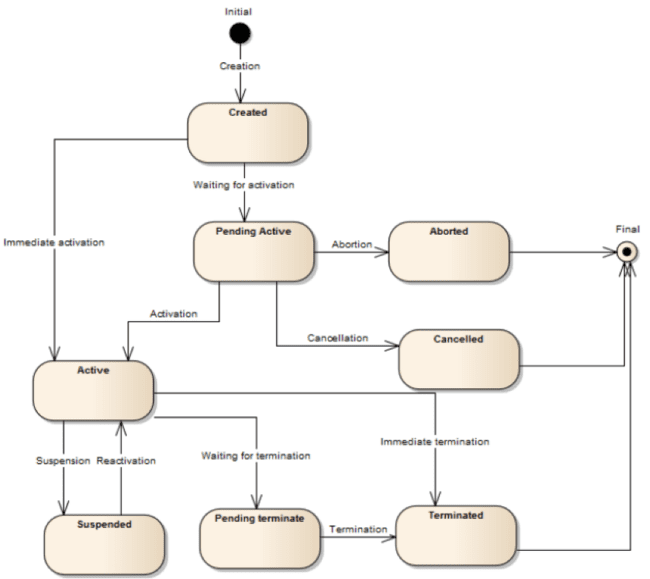 Initial
Creation
Created
Waiting for activation
Immediate activation
Pending Active
Abortion
Aborted
Final
Activation
Cancellation
Cancelled
Active
Immediate termination
Suspension
Reactivation
Waiting for termination
Suspended
Pending terminate
Termination
Terminated